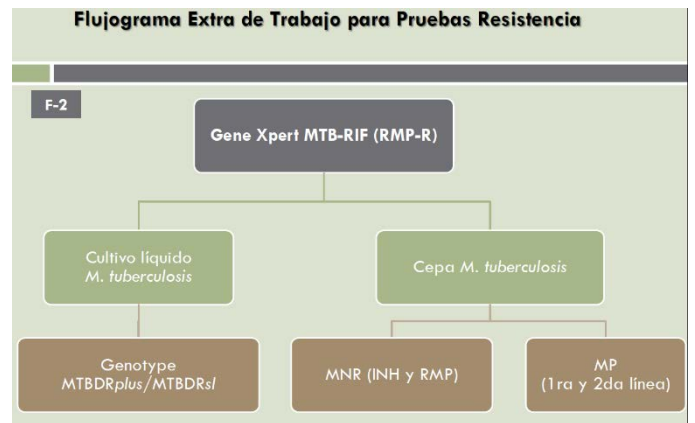 Flujograma Extra de Trabajo para Pruebas Resistencia
F-2
Gene Xpert MTB-RIF (RMP-R)
Cultivo líquido
M. tuberculosis
Cepa M. tuberculosis
Genotype
MTBDRplus/MTBDRsl
MNR (INH y RMP)
MP
(1ra y 2da línea)